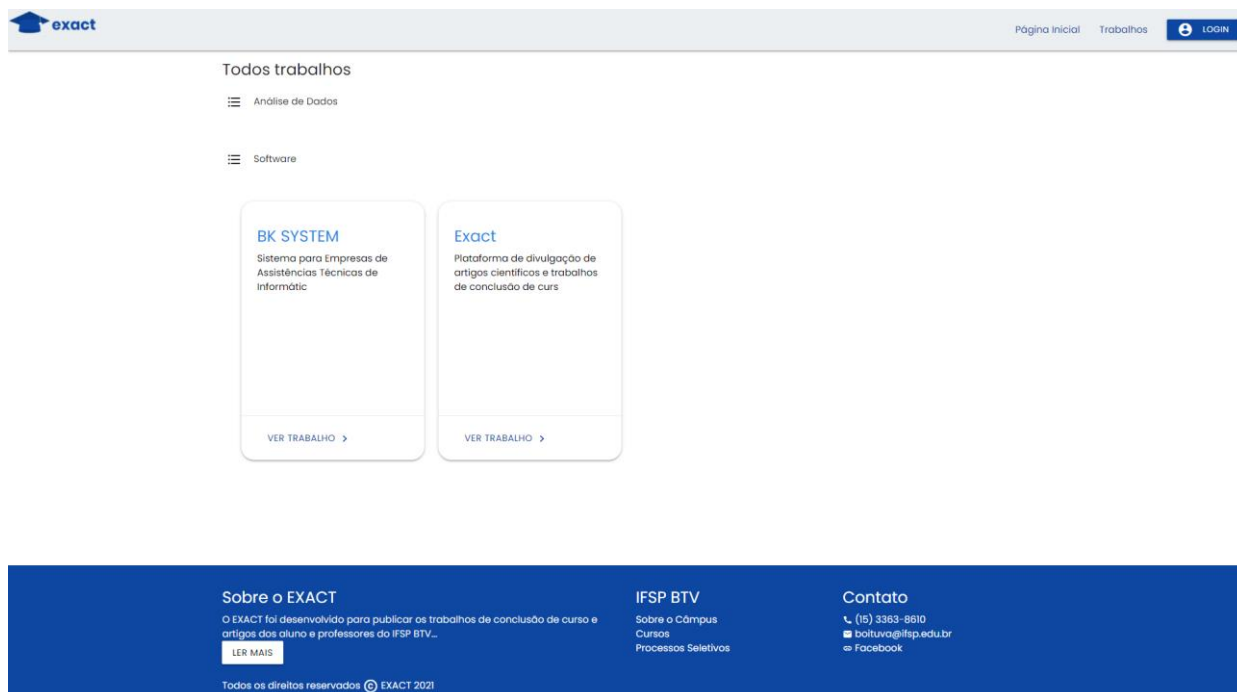 exact
Página Inicial Trabalhos LOGIN
Todos trabalhos
Análise de Dados
Software
BK SYSTEM
Sistema para Empresas de
Assistências Técnicas de
Informátic
VER TRABALHO >
Exact
Plataforma de divulgação de
artigos científicos e trabalhos
de conclusão de curs
VER TRABALHO >
Sobre o EXACT
O EXACT foi desenvolvido para publicar os trabalhos de conclusão de curso e
artigos dos aluno e professores do IFSP BTV...
LER MAIS
Todos os direitos reservados © EXACT 2021
IFSP BTV
Sobre o Câmpus
Cursos
Processos Seletivos
Contato
(15) 3363-8610
boituva@ifsp.edu.br
Facebook